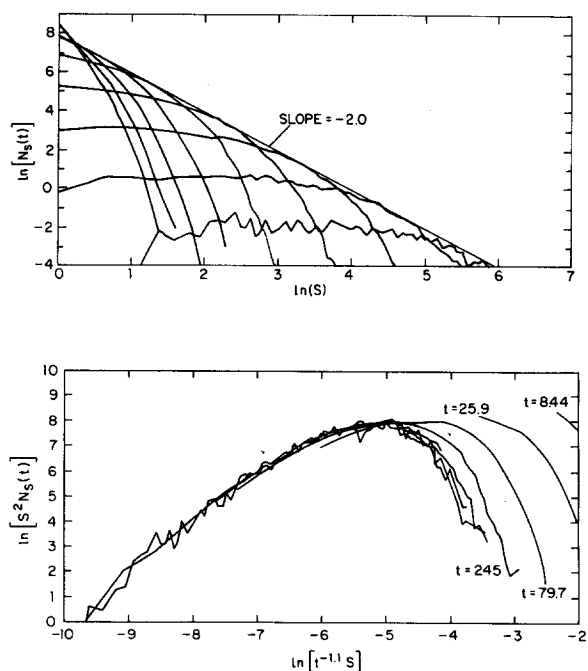 8
6
4
2
0
-2
-4
ln [Ns(t)]
SLOPE = -2.0
0 1 2 3 4 5 6 7
ln(S)
10
9
8
7
6
5
4
3
2
1
0
ln [S²Ns(t)]
t=25.9
t=8.44
t=245
t=79.7
-10 -9 -8 -7 -6 -5 -4 -3 -2
ln [t⁻¹·¹ S]